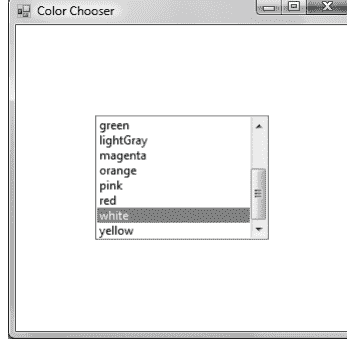 Color Chooser
green
lightGray
magenta
orange
pink
red
white
yellow